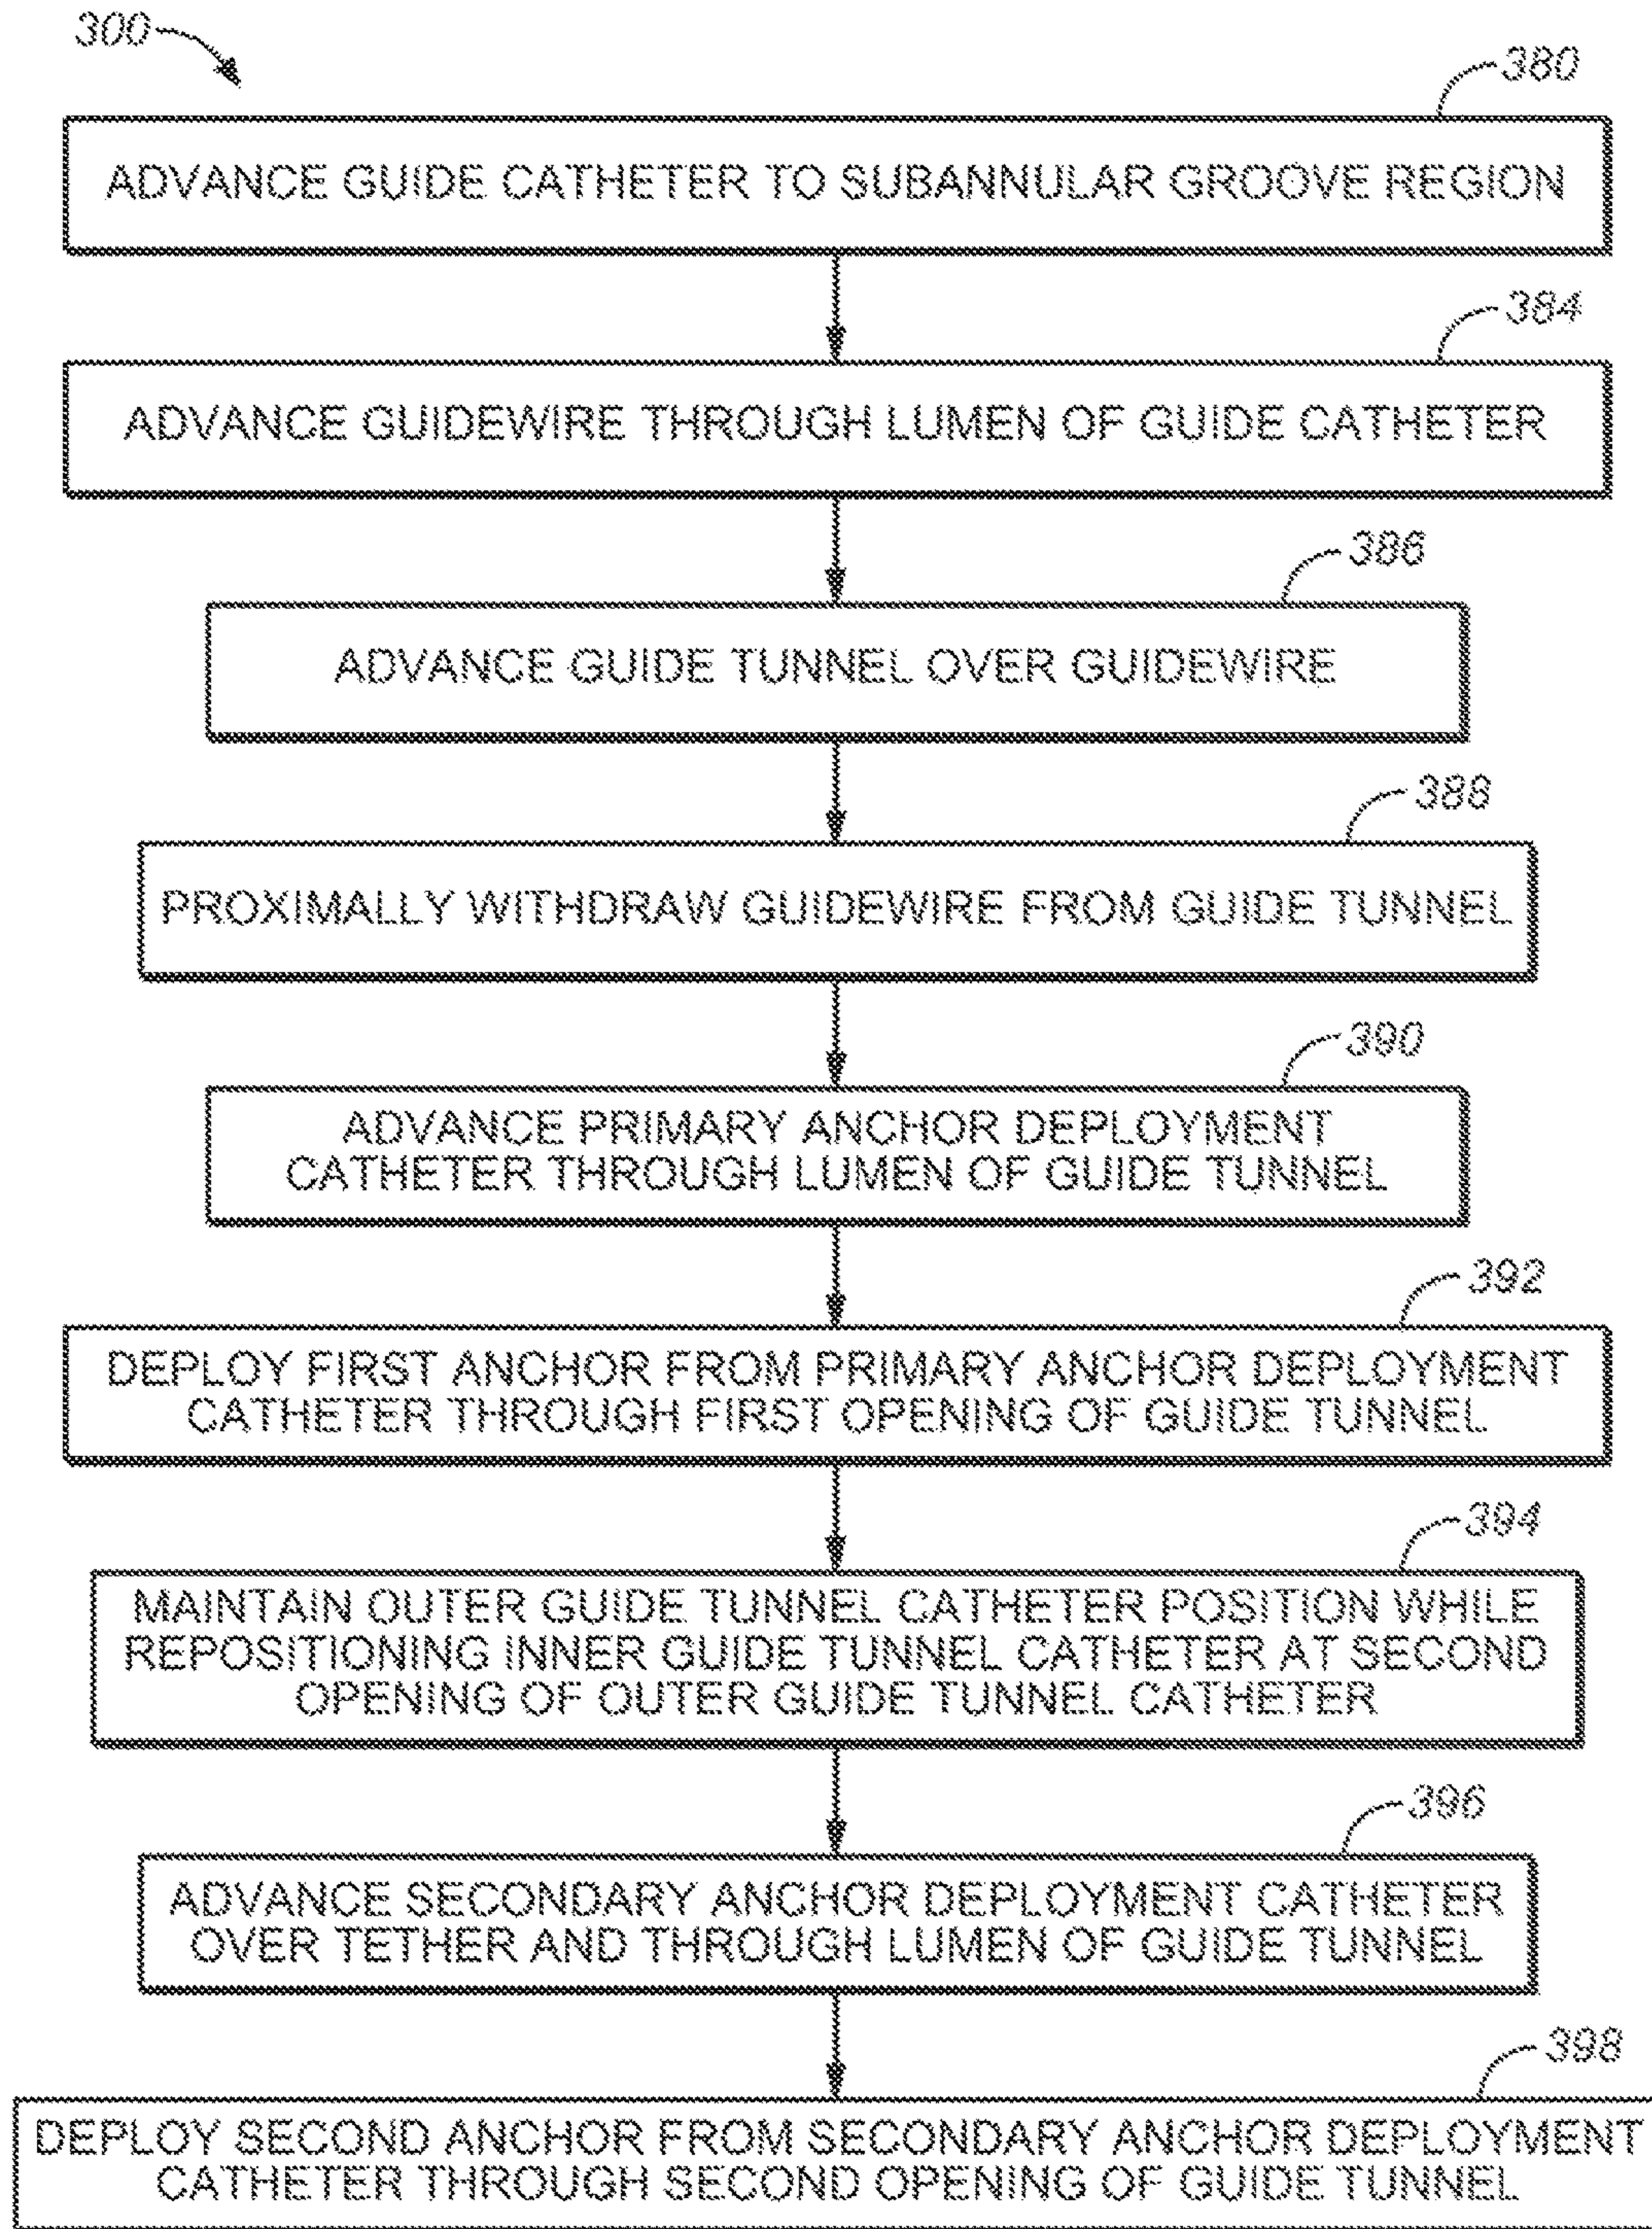 300
380
ADVANCE GUIDE CATHETER TO SUBANNULAR GROOVE REGION
384
ADVANCE GUIDEWIRE THROUGH LUMEN OF GUIDE CATHETER
386
ADVANCE GUIDE TUNNEL OVER GUIDEWIRE
388
PROXIMALLY WITHDRAW GUIDEWIRE FROM GUIDE TUNNEL
390
ADVANCE PRIMARY ANCHOR DEPLOYMENT
CATHETER THROUGH LUMEN OF GUIDE TUNNEL
392
DEPLOY FIRST ANCHOR FROM PRIMARY ANCHOR DEPLOYMENT
CATHETER THROUGH FIRST OPENING OF GUIDE TUNNEL
394
MAINTAIN OUTER GUIDE TUNNEL CATHETER POSITION WHILE
REPOSITIONING INNER GUIDE TUNNEL CATHETER AT SECOND
OPENING OF OUTER GUIDE TUNNEL CATHETER
396
ADVANCE SECONDARY ANCHOR DEPLOYMENT CATHETER
OVER TETHER AND THROUGH LUMEN OF GUIDE TUNNEL
398
DEPLOY SECOND ANCHOR FROM SECONDARY ANCHOR DEPLOYMENT
CATHETER THROUGH SECOND OPENING OF GUIDE TUNNEL